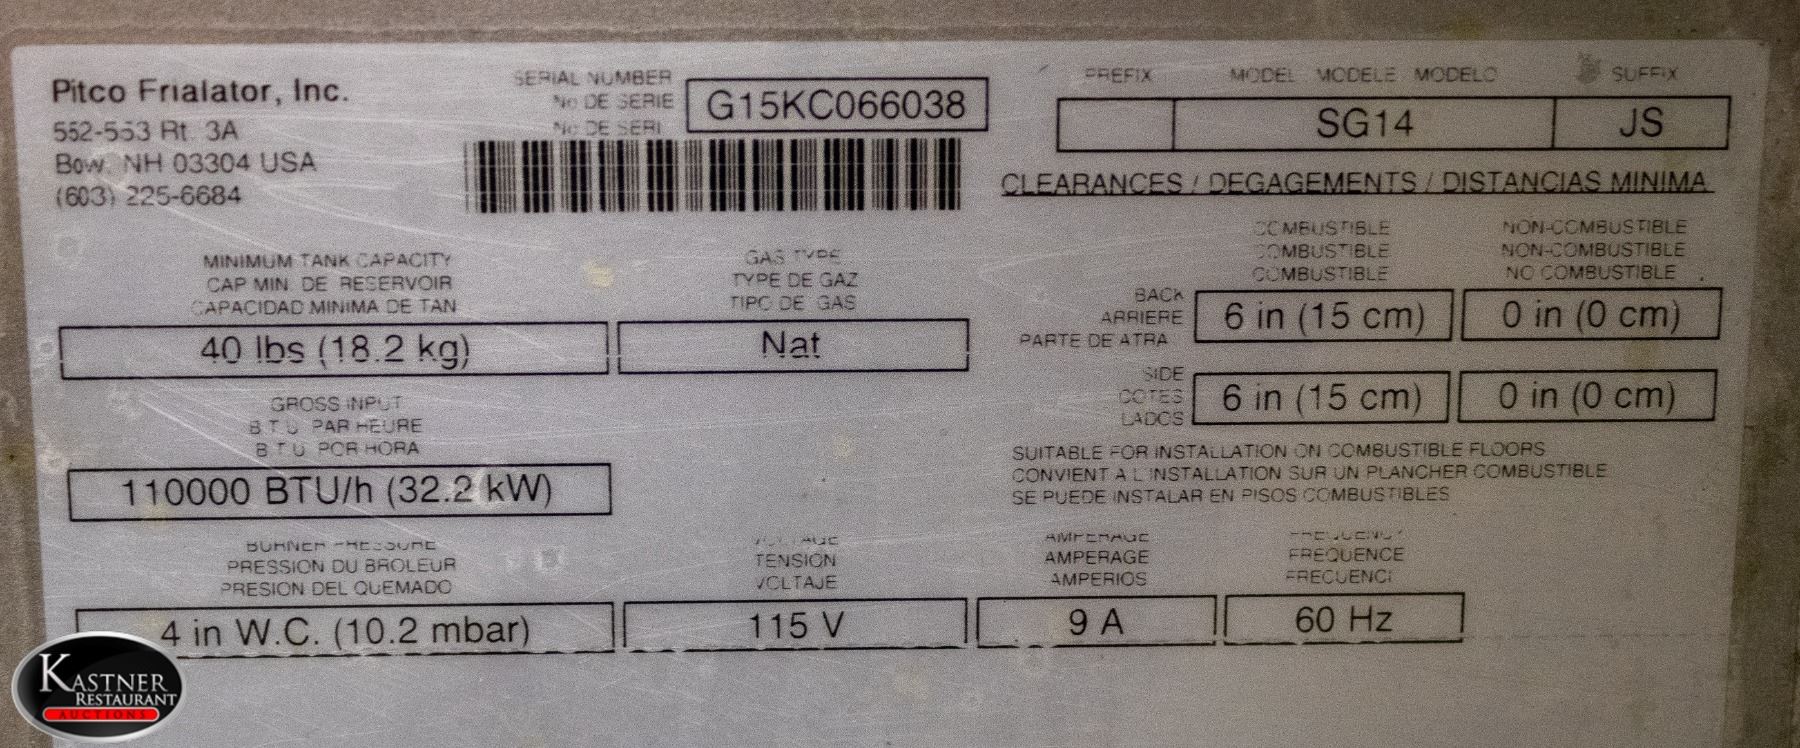 Pitco Frialator, Inc.
552-553 Rt. 3A
Bow, NH 03304 USA
(603) 225-6684
SERIAL NUMBER
No DE SERIE
No DE SERI
G15KC066038
PREFIX
MODEL MODELE MODELO
SUFFIX
SG14
JS
CLEARANCES / DEGAGEMENTS / DISTANCIAS MINIMA
COMBUSTIBLE
COMBUSTIBLE
COMBUSTIBLE
NON-COMBUSTIBLE
NON-COMBUSTIBLE
NO COMBUSTIBLE
BACK
ARRIERE
PARTE DE ATRA
6 in (15 cm)
0 in (0 cm)
SIDE
COTES
LADOS
6 in (15 cm)
0 in (0 cm)
SUITABLE FOR INSTALLATION ON COMBUSTIBLE FLOORS
CONVIENT A L'INSTALLATION SUR UN PLANCHER COMBUSTIBLE
SE PUEDE INSTALAR EN PISOS COMBUSTIBLES
MINIMUM TANK CAPACITY
CAP MIN. DE RESERVOIR
CAPACIDAD MINIMA DE TAN
40 lbs (18.2 kg)
GAS TYPE
TYPE DE GAZ
TIPO DE GAS
Nat
GROSS INPUT
B T U PAR HEURE
B T U POR HORA
110000 BTU/h (32.2 kW)
BURNER PRESSURE
PRESSION DU BROLEUR
PRESION DEL QUEMADO
4 in W.C. (10.2 mbar)
VOLTAGE
TENSION
VOLTAJE
115 V
AMPERAGE
AMPERAGE
AMPERIOS
9 A
FREQUENCY
FREQUENCE
FRECUENCI
60 Hz
KASTNER
RESTAURANT
AUCTIONS